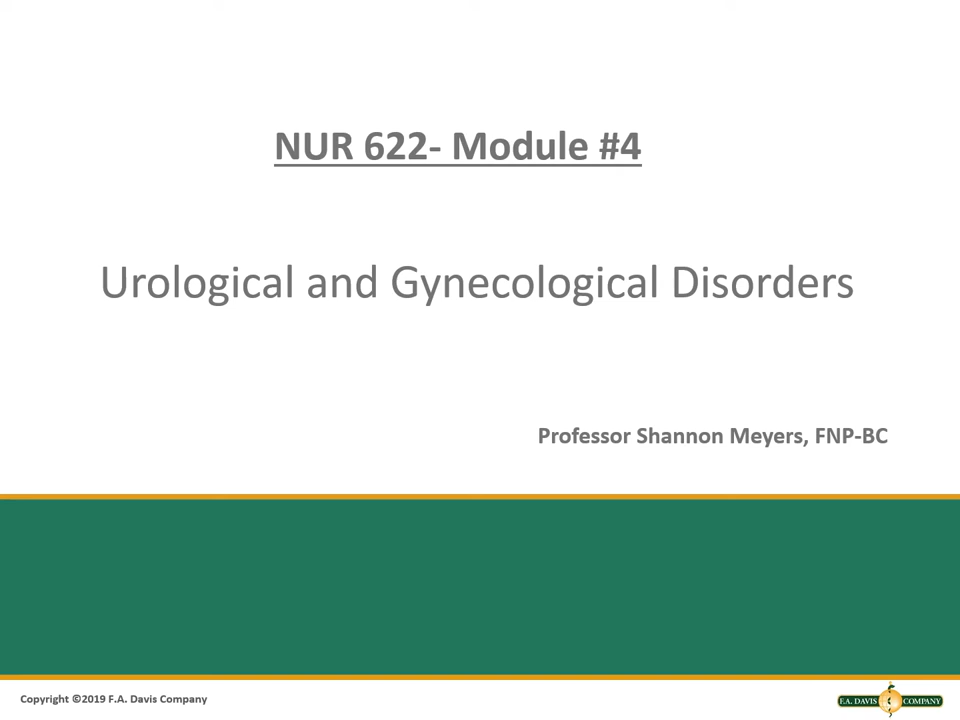 NUR 622- Module #4
Urological and Gynecological Disorders
Professor Shannon Meyers, FNP-BC
Copyright ©2019 F.A. Davis Company
F.A. DAVIS COMPANY